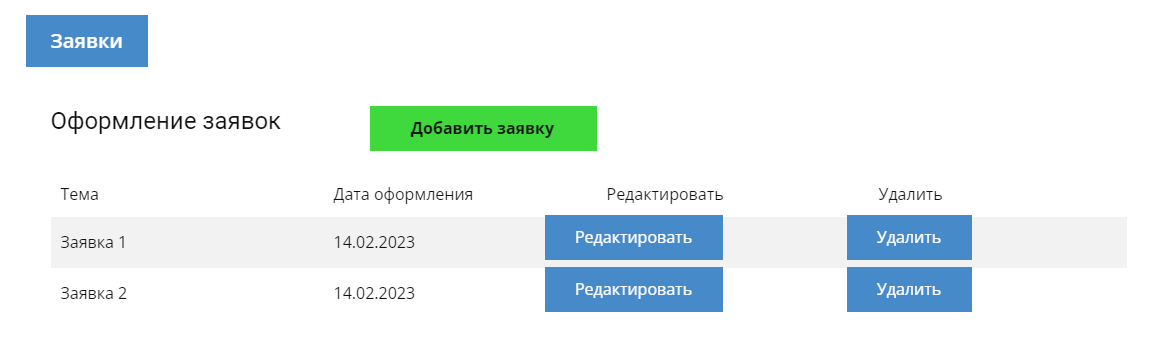 Заявки
Оформление заявок Добавить заявку
Тема Дата оформления Редактировать Удалить
Заявка 1 14.02.2023 Редактировать Удалить
Заявка 2 14.02.2023 Редактировать Удалить